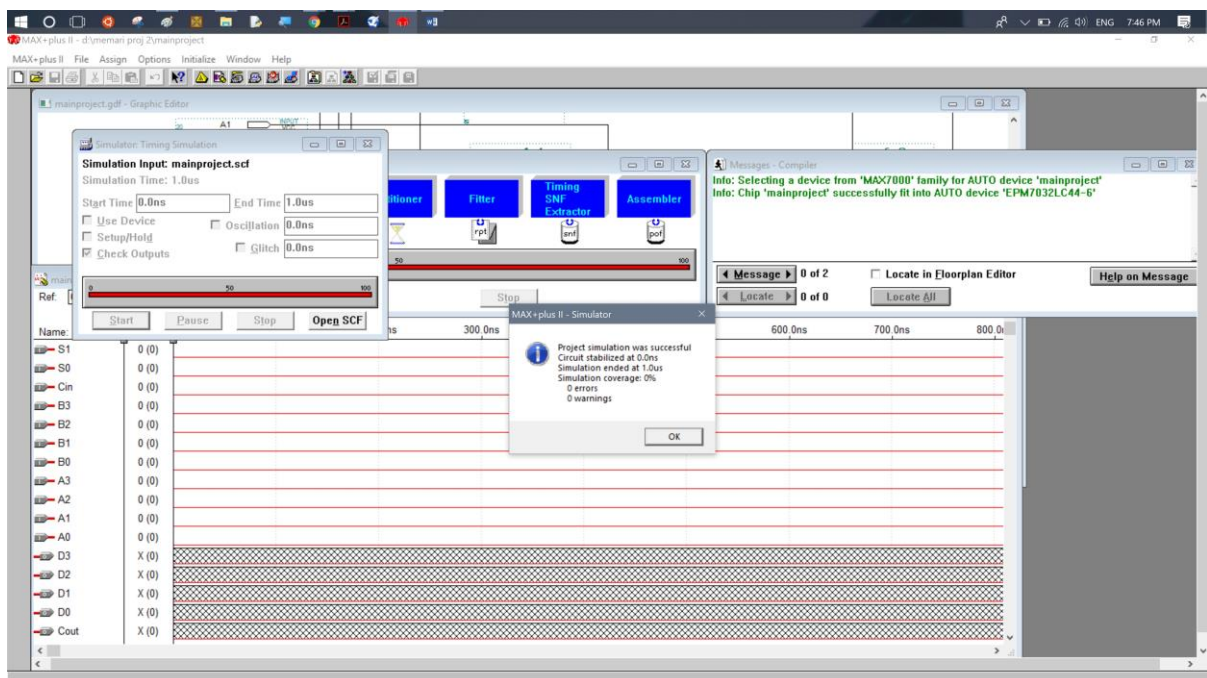 ENG 7:46 PM
MAX+plus II - d:\memari proj 2\mainproject
MAX+plus II File Assign Options Initialize Window Help
mainproject.gdf - Graphic Editor
A1 INPUT
VCC
Simulator: Timing Simulation
Simulation Input: mainproject.scf
Simulation Time: 1.0us
Start Time 0.0ns End Time 1.0us
Use Device Oscillation 0.0ns
Setup/Hold
Glitch 0.0ns
Check Outputs
0 50 100
Start Pause Stop Open SCF
Fitter
Timing
SNF
Extractor
Assembler
rpt snf pof
50 100
Stop
Messages - Compiler
Info: Selecting a device from 'MAX7000' family for AUTO device 'mainproject'
Info: Chip 'mainproject' successfully fit into AUTO device 'EPM7032LC44-6'
Message 0 of 2 Locate in Floorplan Editor Help on Message
Locate 0 of 0 Locate All
MAX+plus II - Simulator
Project simulation was successful
Circuit stabilized at 0.0ns
Simulation ended at 1.0us
Simulation coverage: 0%
0 errors
0 warnings
OK
Ref:
Name: 300.0ns 600.0ns 700.0ns
S1 0 (0)
S0 0 (0)
Cin 0 (0)
B3 0 (0)
B2 0 (0)
B1 0 (0)
B0 0 (0)
A3 0 (0)
A2 0 (0)
A1 0 (0)
A0 0 (0)
D3 X (0)
D2 X (0)
D1 X (0)
D0 X (0)
Cout X (0)